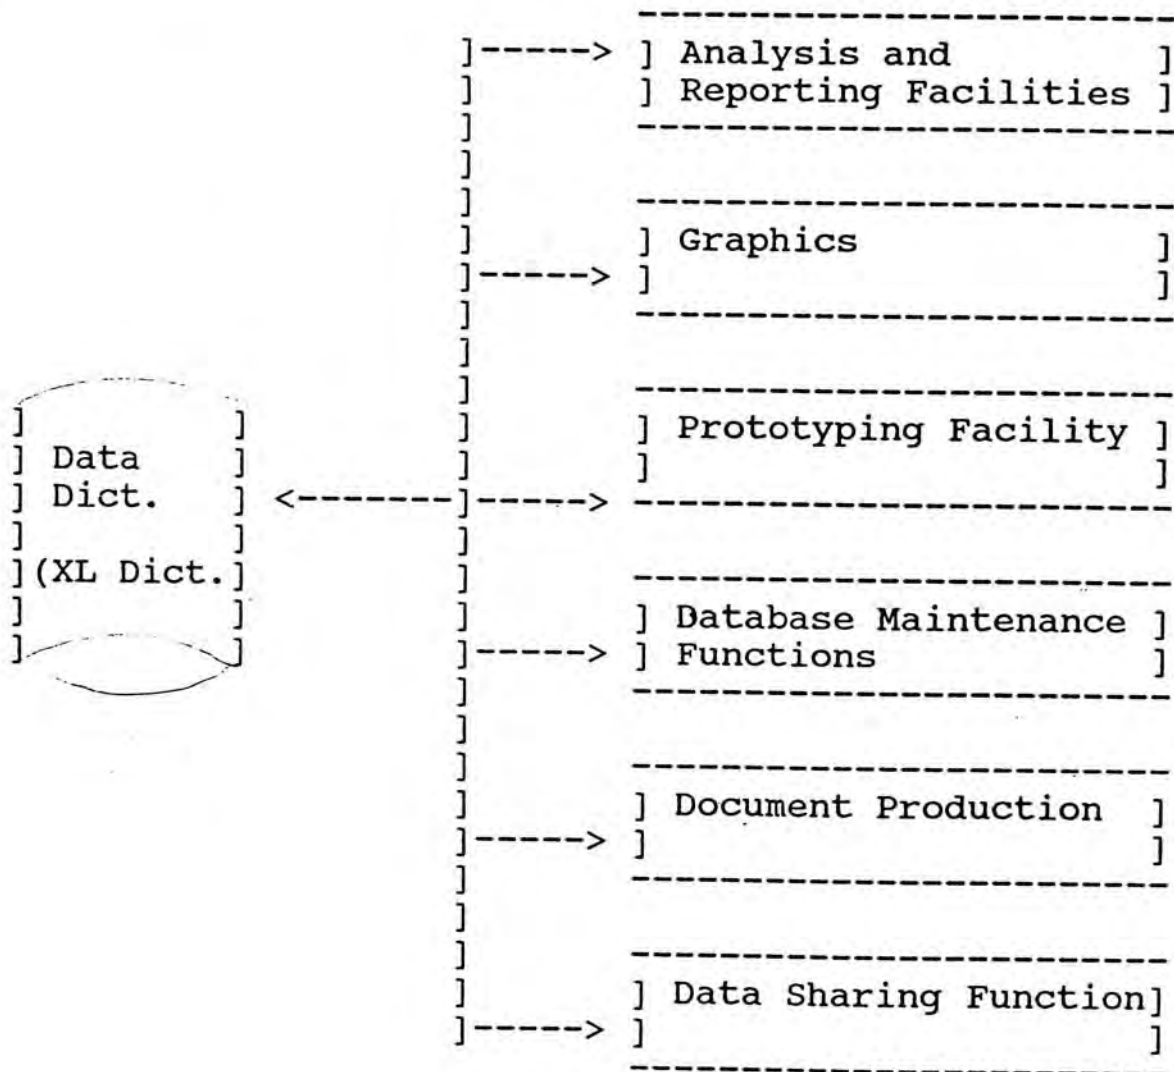 Analysis and
Reporting Facilities
Graphics
Prototyping Facility
Data
Dict.
(XL Dict.
Database Maintenance
Functions
Document Production
Data Sharing Function